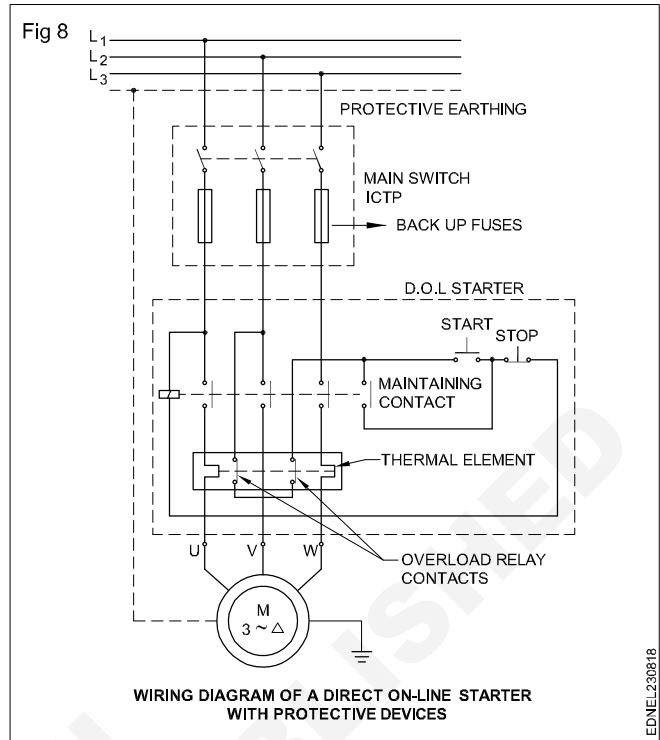 Fig 8
L1
L2
L3
PROTECTIVE EARTHING
MAIN SWITCH
ICTP
BACK UP FUSES
D.O.L STARTER
START
STOP
MAINTAINING
CONTACT
THERMAL ELEMENT
U
V
W
OVERLOAD RELAY
CONTACTS
M
3 ~ △
WIRING DIAGRAM OF A DIRECT ON-LINE STARTER
WITH PROTECTIVE DEVICES
EDNEL230818